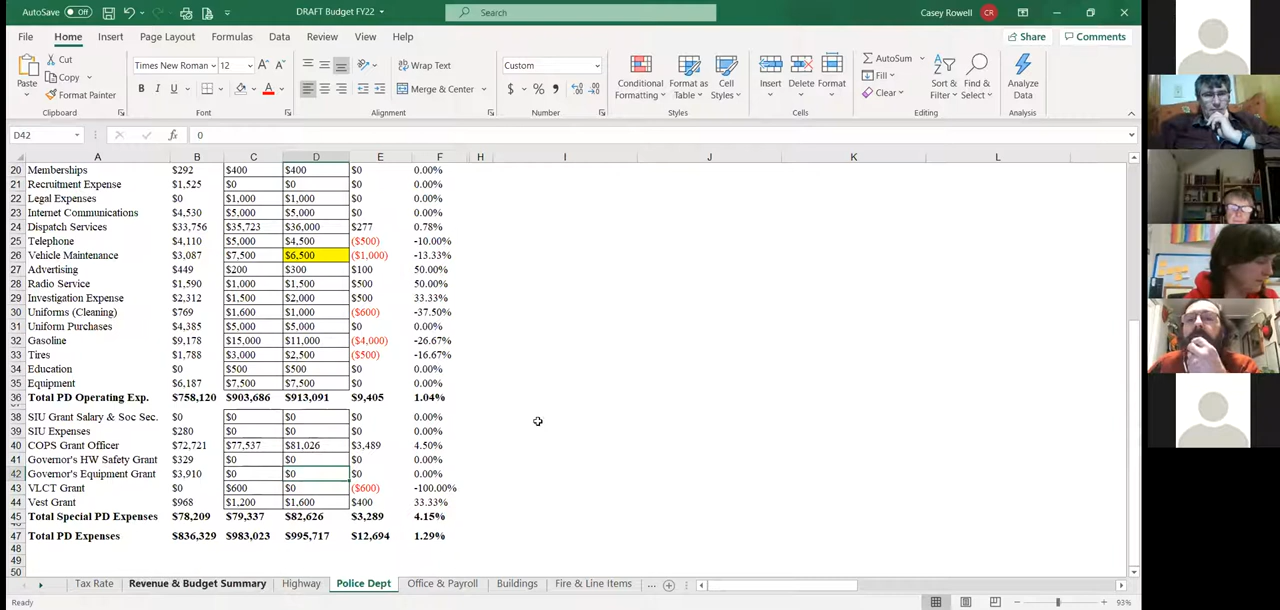 AutoSave Off DRAFT Budget FY22 Search Casey Rowell CR
File Home Insert Page Layout Formulas Data Review View Help Share Comments
Cut Times New Roman 12 Wrap Text Custom AutoSum
Paste Copy Merge & Center Conditional Formatting Format as Table Cell Styles Insert Delete Format Fill Sort & Filter Find & Select Analyze Data
Format Painter B I U A $ % Clear
Clipboard Font Alignment Number Styles Cells Editing Analysis
D42 fx 0
A B C D E F H I J K L
20 Memberships $292 $400 $400 $0 0.00%
21 Recruitment Expense $1,525 $0 $0 $0 0.00%
22 Legal Expenses $0 $1,000 $1,000 $0 0.00%
23 Internet Communications $4,530 $5,000 $5,000 $0 0.00%
24 Dispatch Services $33,756 $35,723 $36,000 $277 0.78%
25 Telephone $4,110 $5,000 $4,500 ($500) -10.00%
26 Vehicle Maintenance $3,087 $7,500 $6,500 ($1,000) -13.33%
27 Advertising $449 $200 $300 $100 50.00%
28 Radio Service $1,590 $1,000 $1,500 $500 50.00%
29 Investigation Expense $2,312 $1,500 $2,000 $500 33.33%
30 Uniforms (Cleaning) $769 $1,600 $1,000 ($600) -37.50%
31 Uniform Purchases $4,385 $5,000 $5,000 $0 0.00%
32 Gasoline $9,178 $15,000 $11,000 ($4,000) -26.67%
33 Tires $1,788 $3,000 $2,500 ($500) -16.67%
34 Education $0 $500 $500 $0 0.00%
35 Equipment $6,187 $7,500 $7,500 $0 0.00%
36 Total PD Operating Exp. $758,120 $903,686 $913,091 $9,405 1.04%
38 SIU Grant Salary & Soc Sec. $0 $0 $0 $0 0.00%
39 SIU Expenses $280 $0 $0 $0 0.00%
40 COPS Grant Officer $72,721 $77,537 $81,026 $3,489 4.50%
41 Governor's HW Safety Grant $329 $0 $0 $0 0.00%
42 Governor's Equipment Grant $3,910 $0 $0 $0 0.00%
43 VLCT Grant $0 $600 $0 ($600) -100.00%
44 Vest Grant $968 $1,200 $1,600 $400 33.33%
45 Total Special PD Expenses $78,209 $79,337 $82,626 $3,289 4.15%
47 Total PD Expenses $836,329 $983,023 $995,717 $12,694 1.29%
48
49
50
Tax Rate Revenue & Budget Summary Highway Police Dept Office & Payroll Buildings Fire & Line Items ...
Ready 93%